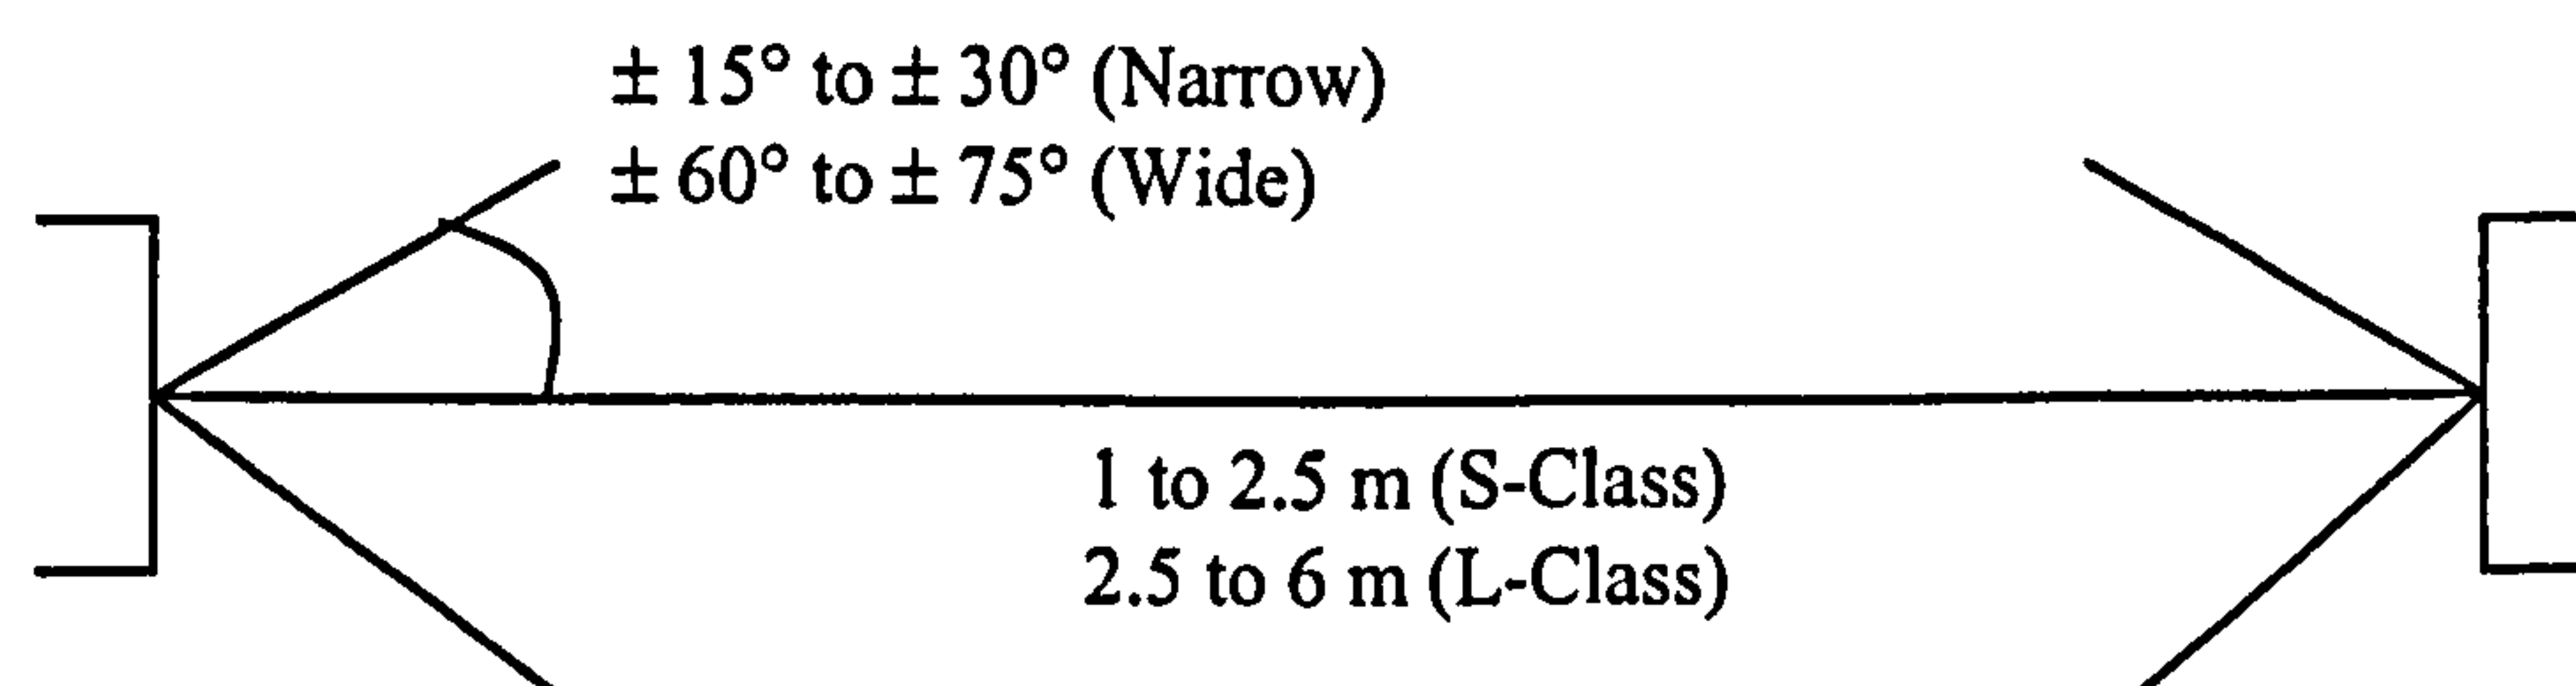 ± 15° to ± 30° (Narrow)
± 60° to ± 75° (Wide)
1 to 2.5 m (S-Class)
2.5 to 6 m (L-Class)